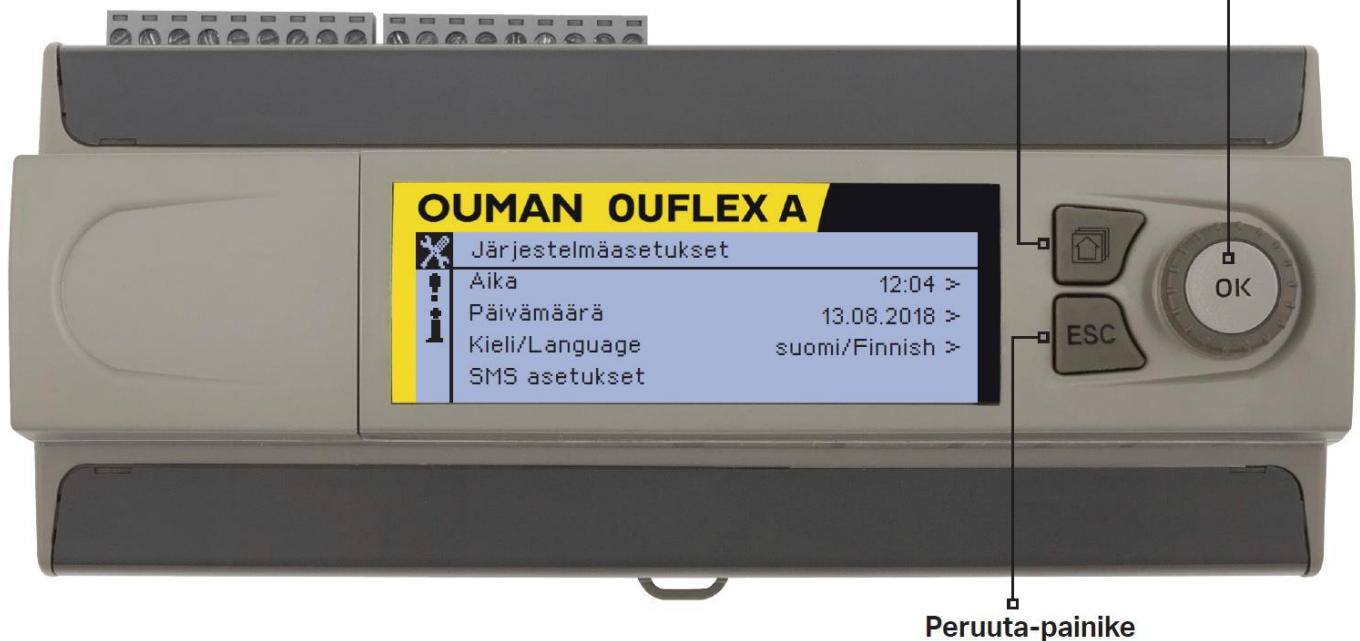 OUMAN OUFLEX A
Järjestelmäasetukset
Aika 12:04 >
Päivämäärä 13.08.2018 >
Kieli/Language suomi/Finnish >
SMS asetukset
OK
ESC
Peruuta-painike